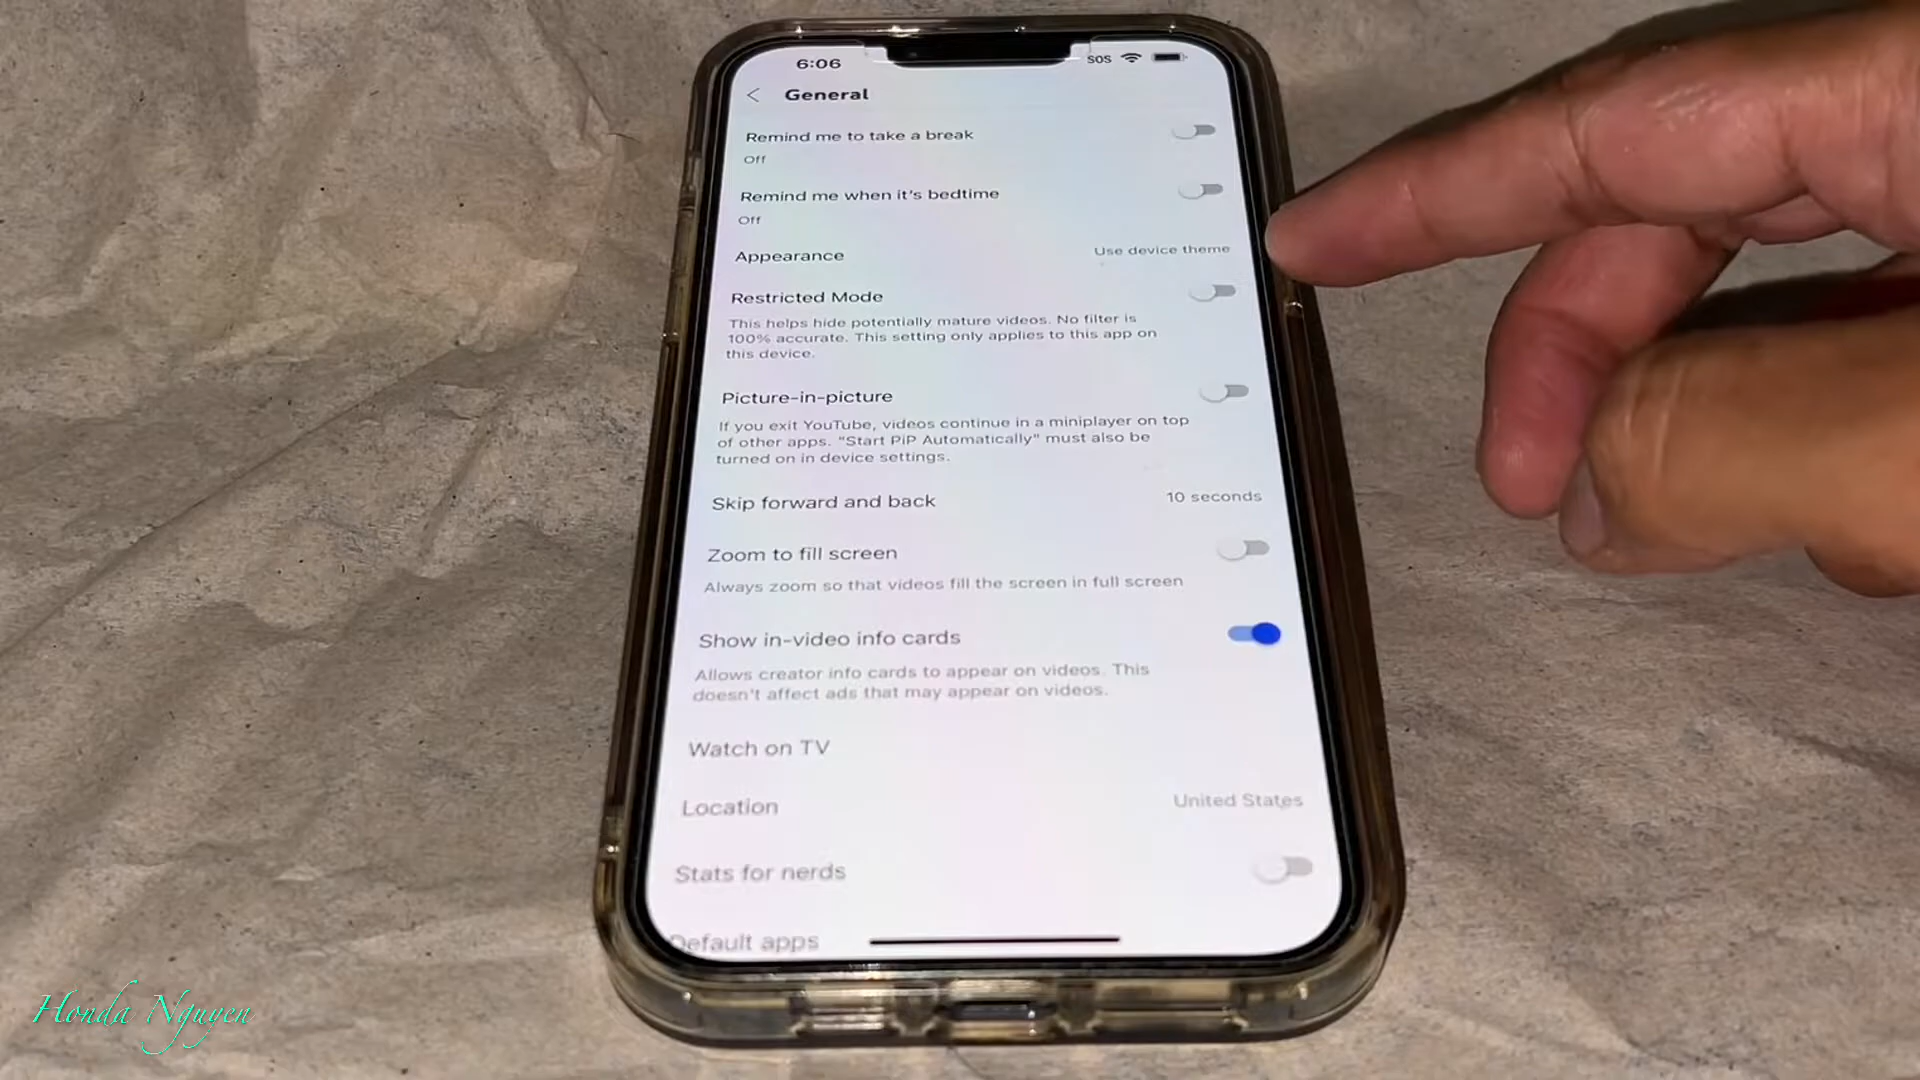 6:06
SOS
General
Remind me to take a break
Off
Remind me when it's bedtime
Off
Appearance
Use device theme
Restricted Mode
This helps hide potentially mature videos. No filter is
100% accurate. This setting only applies to this app on
this device.
Picture-in-picture
If you exit YouTube, videos continue in a miniplayer on top
of other apps. "Start PiP Automatically" must also be
turned on in device settings.
Skip forward and back
10 seconds
Zoom to fill screen
Always zoom so that videos fill the screen in full screen
Show in-video info cards
Allows creator info cards to appear on videos. This
doesn't affect ads that may appear on videos.
Watch on TV
Location
United States
Stats for nerds
Default apps
Honda Nguyen